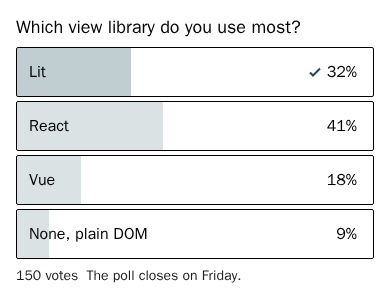 Which view library do you use most?
Lit ✓ 32%
React 41%
Vue 18%
None, plain DOM 9%
150 votes The poll closes on Friday.